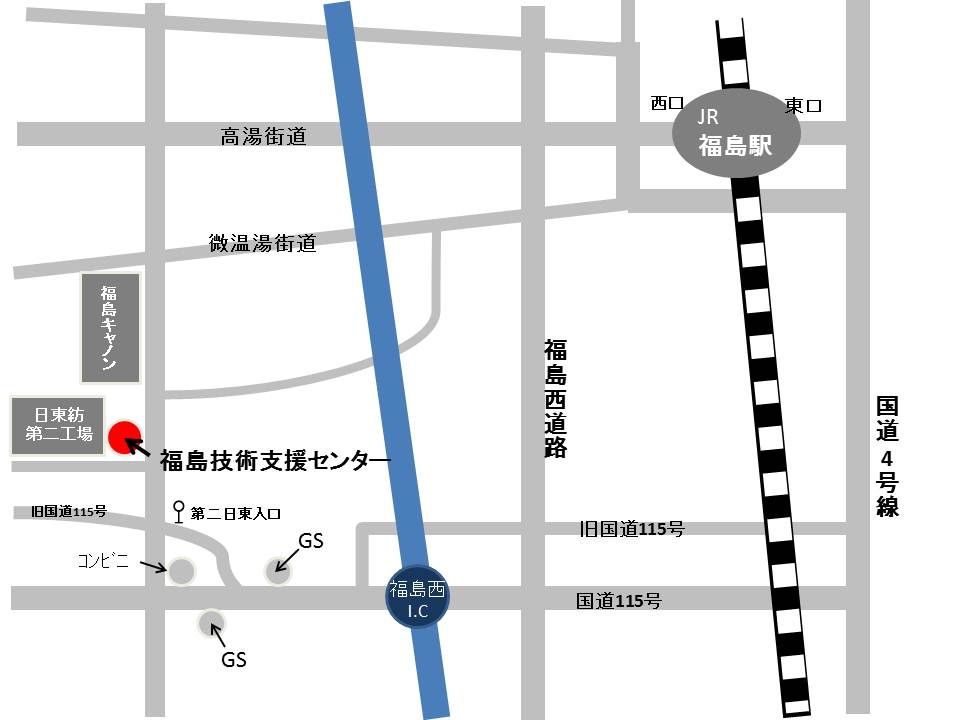 西口
東口
JR
福島駅
高湯街道
微温湯街道
福島キャノン
福島西道路
国道4号線
日東紡
第二工場
福島技術支援センター
旧国道115号
第二日東入口
旧国道115号
GS
コンビニ
福島西
I.C
国道115号
GS